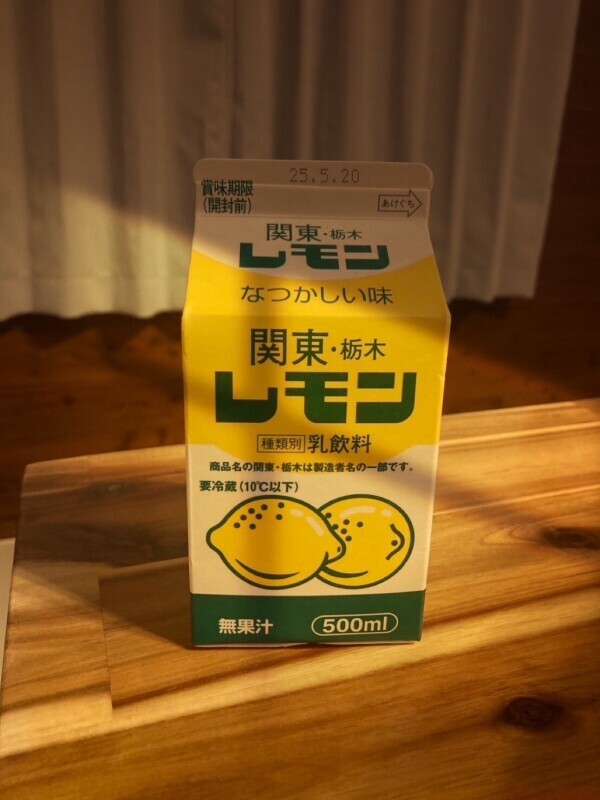 25.5.20
賞味期限
(開封前)
あけぐち
関東・栃木
レモン
なつかしい味
関東・栃木
レモン
種類別 乳飲料
商品名の関東・栃木は製造者名の一部です。
要冷蔵(10℃以下)
無果汁 500ml